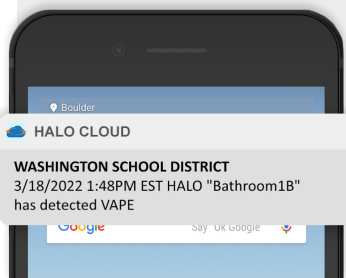 Boulder
HALO CLOUD
WASHINGTON SCHOOL DISTRICT
3/18/2022 1:48PM EST HALO "Bathroom1B"
has detected VAPE
Google
Say "Ok Google